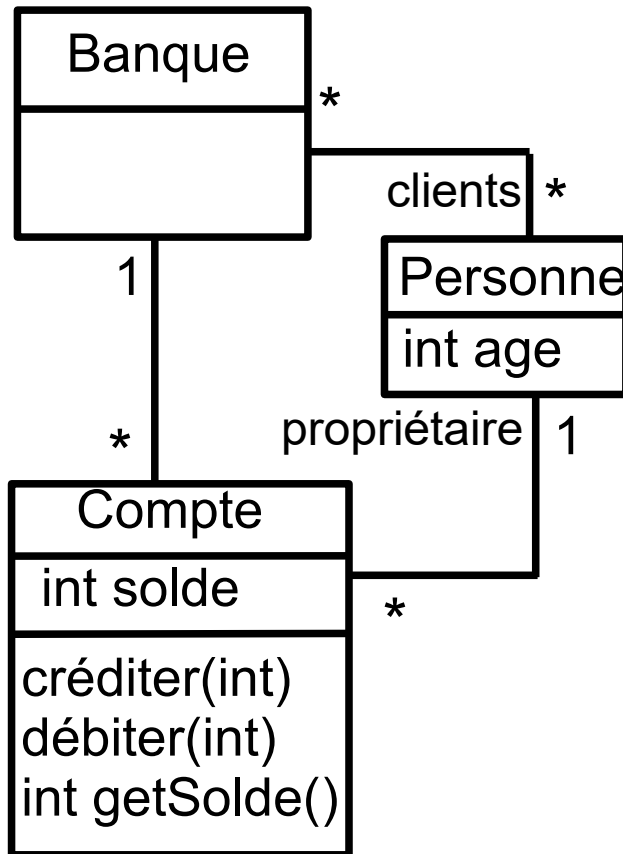 Banque
*
clients *
1
Personne
int age
propriétaire 1
*
Compte
int solde
*
créditer(int)
débiter(int)
int getSolde()